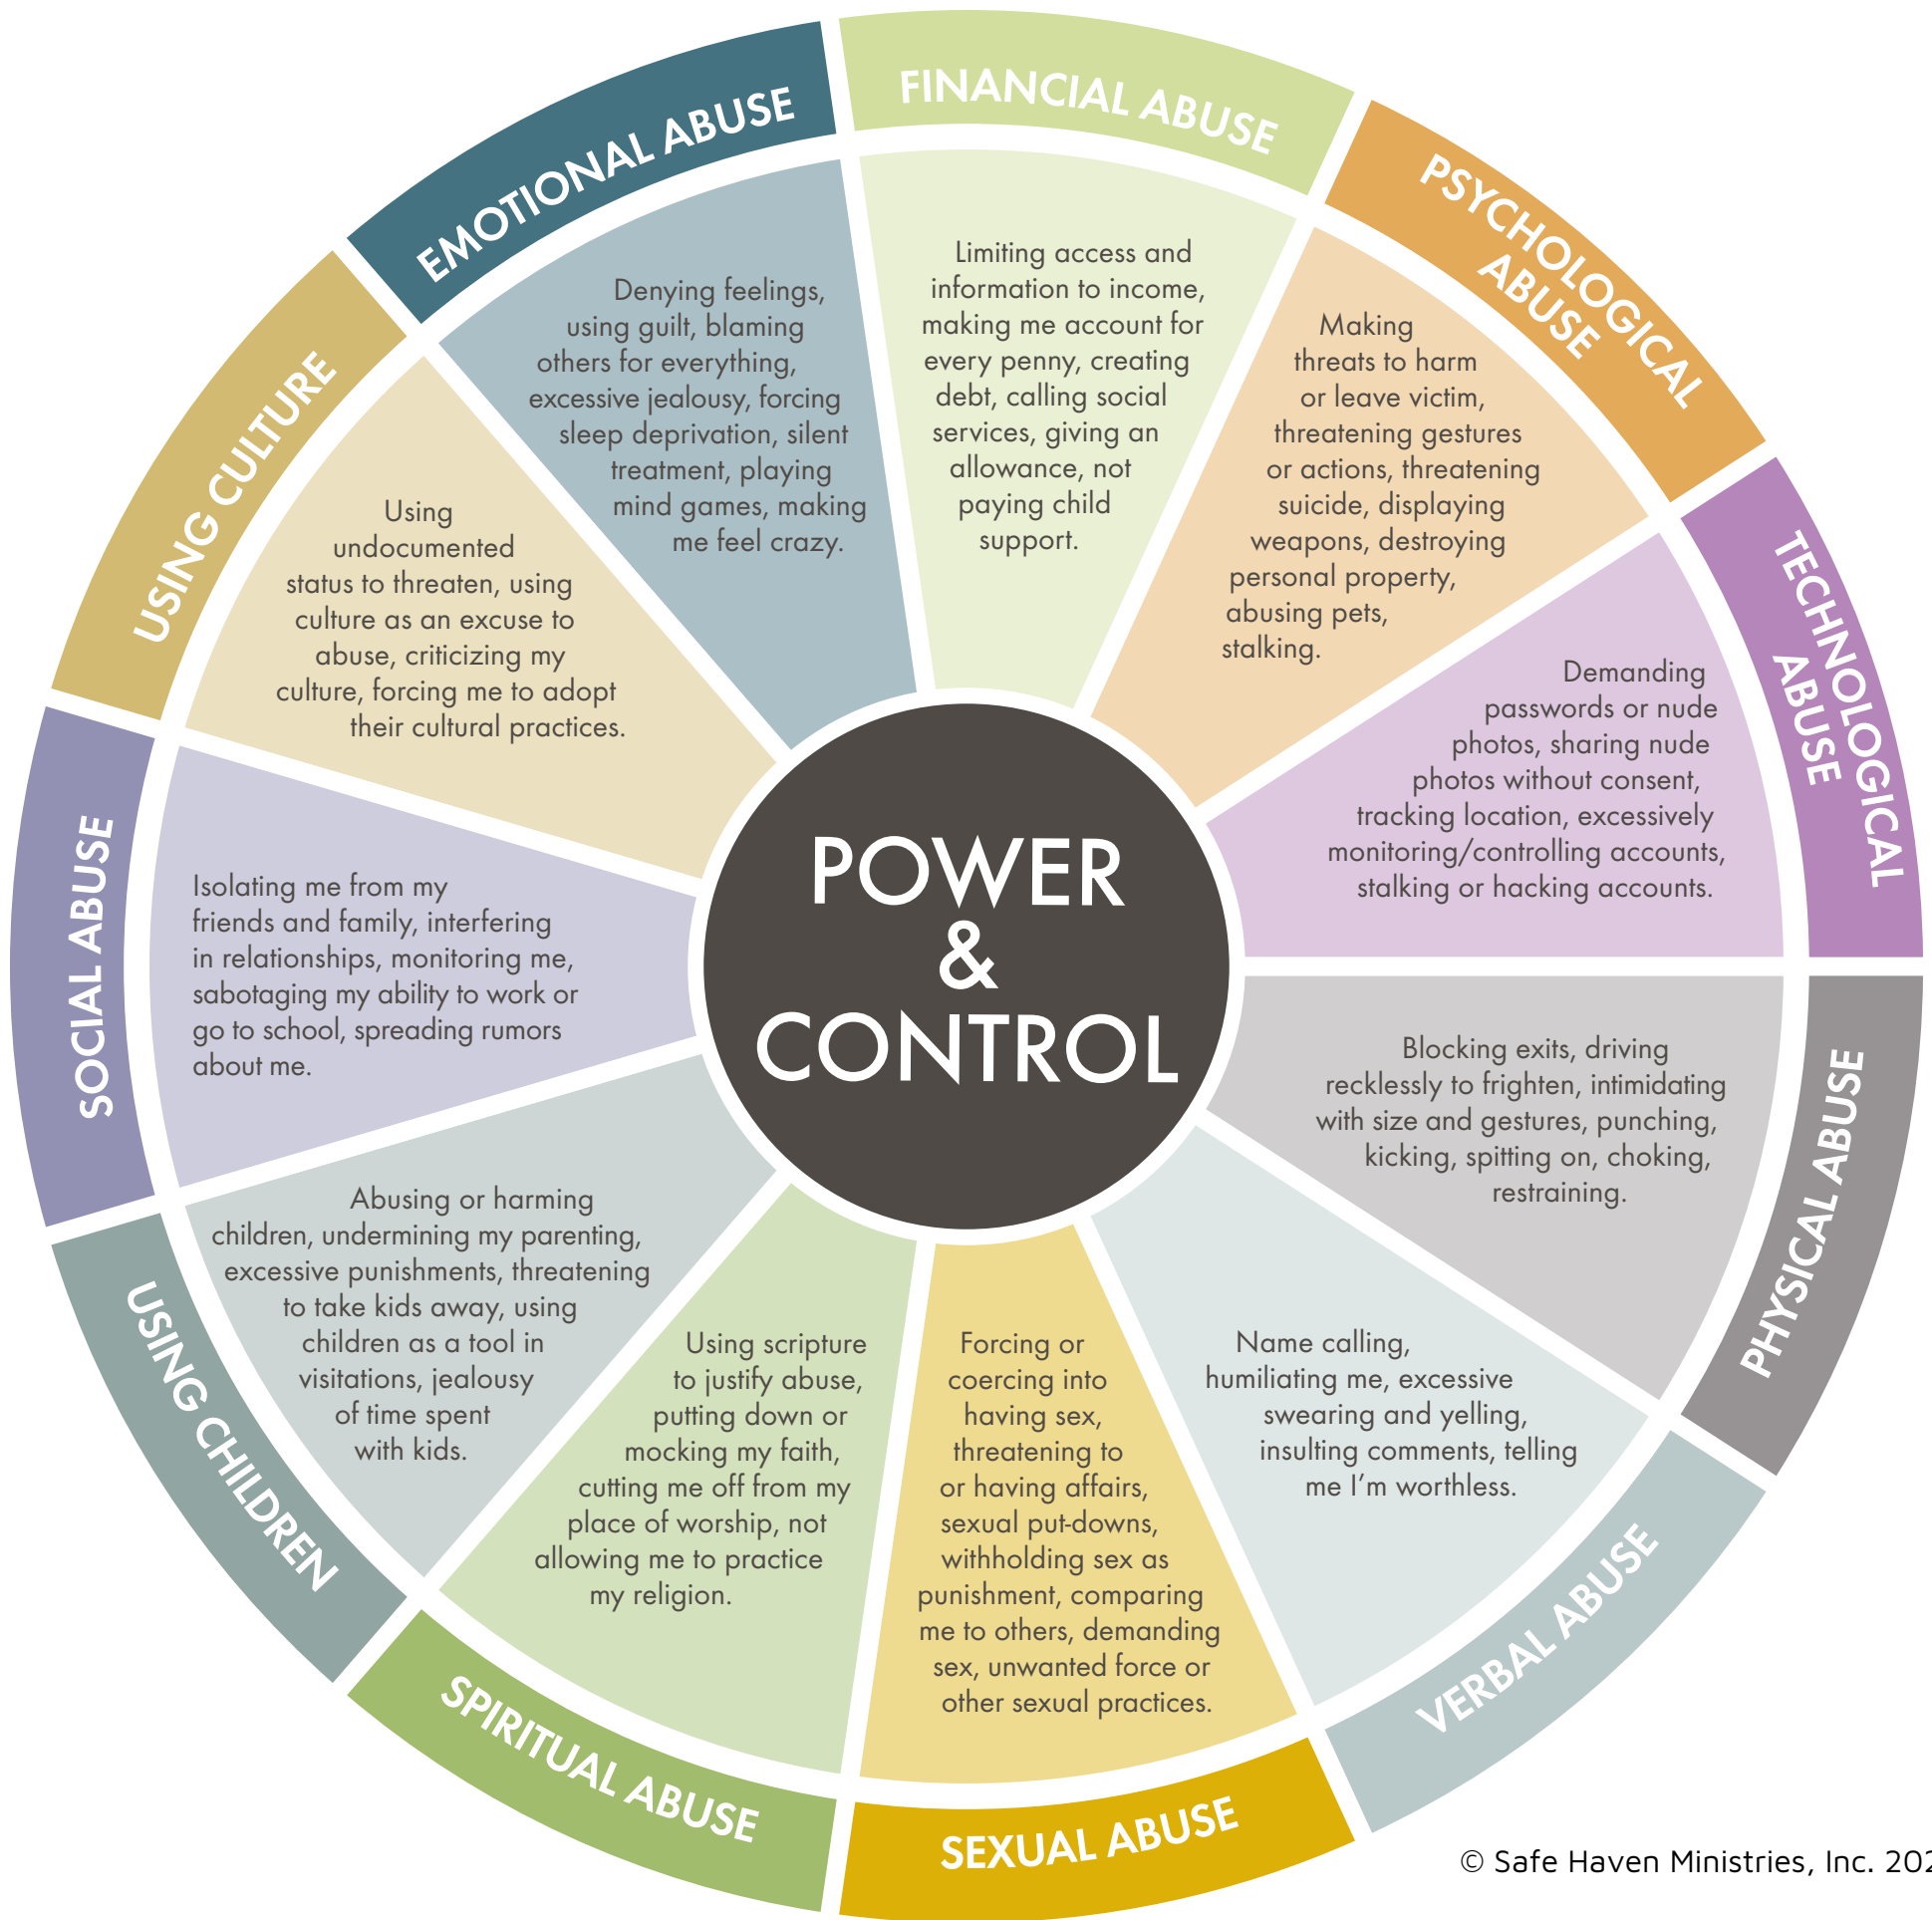 FINANCIAL ABUSE
Limiting access and
information to income,
making me account for
every penny, creating
debt, calling social
services, giving an
allowance, not
paying child
support.
PSYCHOLOGICAL
ABUSE
Making
threats to harm
or leave victim,
threatening gestures
or actions, threatening
suicide, displaying
weapons, destroying
personal property,
abusing pets,
stalking.
TECHNOLOGICAL
ABUSE
Demanding
passwords or nude
photos, sharing nude
photos without consent,
tracking location, excessively
monitoring/controlling accounts,
stalking or hacking accounts.
PHYSICAL ABUSE
Blocking exits, driving
recklessly to frighten, intimidating
with size and gestures, punching,
kicking, spitting on, choking,
restraining.
VERBAL ABUSE
Name calling,
humiliating me, excessive
swearing and yelling,
insulting comments, telling
me I'm worthless.
SEXUAL ABUSE
Forcing or
coercing into
having sex,
threatening to
or having affairs,
sexual put-downs,
withholding sex as
punishment, comparing
me to others, demanding
sex, unwanted force or
other sexual practices.
SPIRITUAL ABUSE
Using scripture
to justify abuse,
putting down or
mocking my faith,
cutting me off from my
place of worship, not
allowing me to practice
my religion.
USING CHILDREN
Abusing or harming
children, undermining my parenting,
excessive punishments, threatening
to take kids away, using
children as a tool in
visitations, jealousy
of time spent
with kids.
SOCIAL ABUSE
Isolating me from my
friends and family, interfering
in relationships, monitoring me,
sabotaging my ability to work or
go to school, spreading rumors
about me.
USING CULTURE
Using
undocumented
status to threaten, using
culture as an excuse to
abuse, criticizing my
culture, forcing me to adopt
their cultural practices.
EMOTIONAL ABUSE
Denying feelings,
using guilt, blaming
others for everything,
excessive jealousy, forcing
sleep deprivation, silent
treatment, playing
mind games, making
me feel crazy.
POWER
&
CONTROL
© Safe Haven Ministries, Inc.